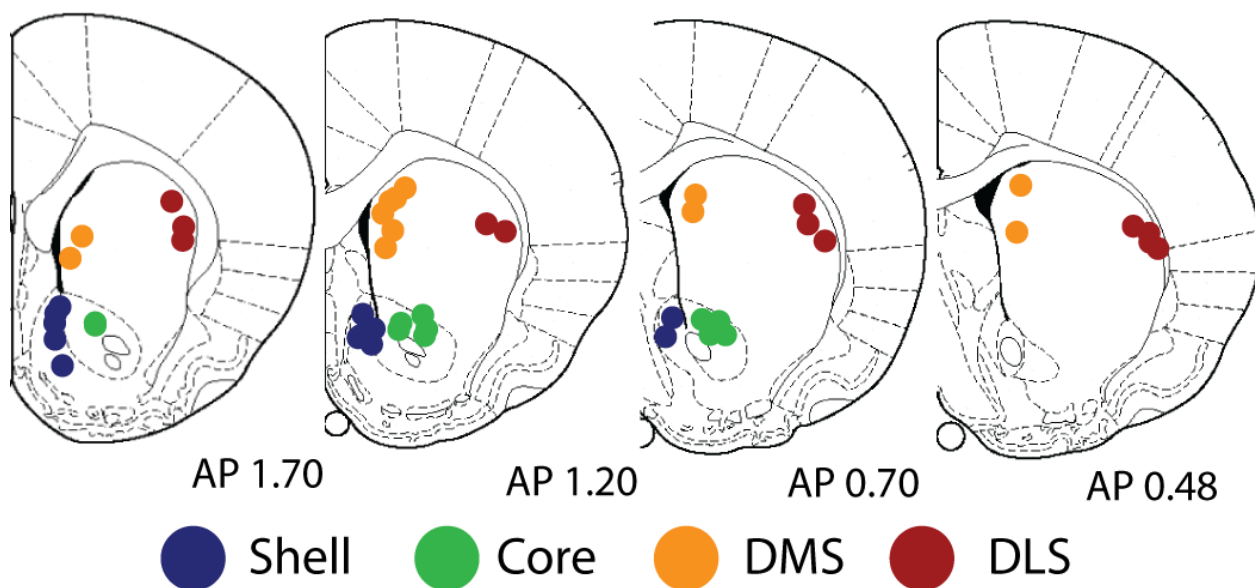 AP 1.70
AP 1.20
AP 0.70
AP 0.48
Shell
Core
DMS
DLS